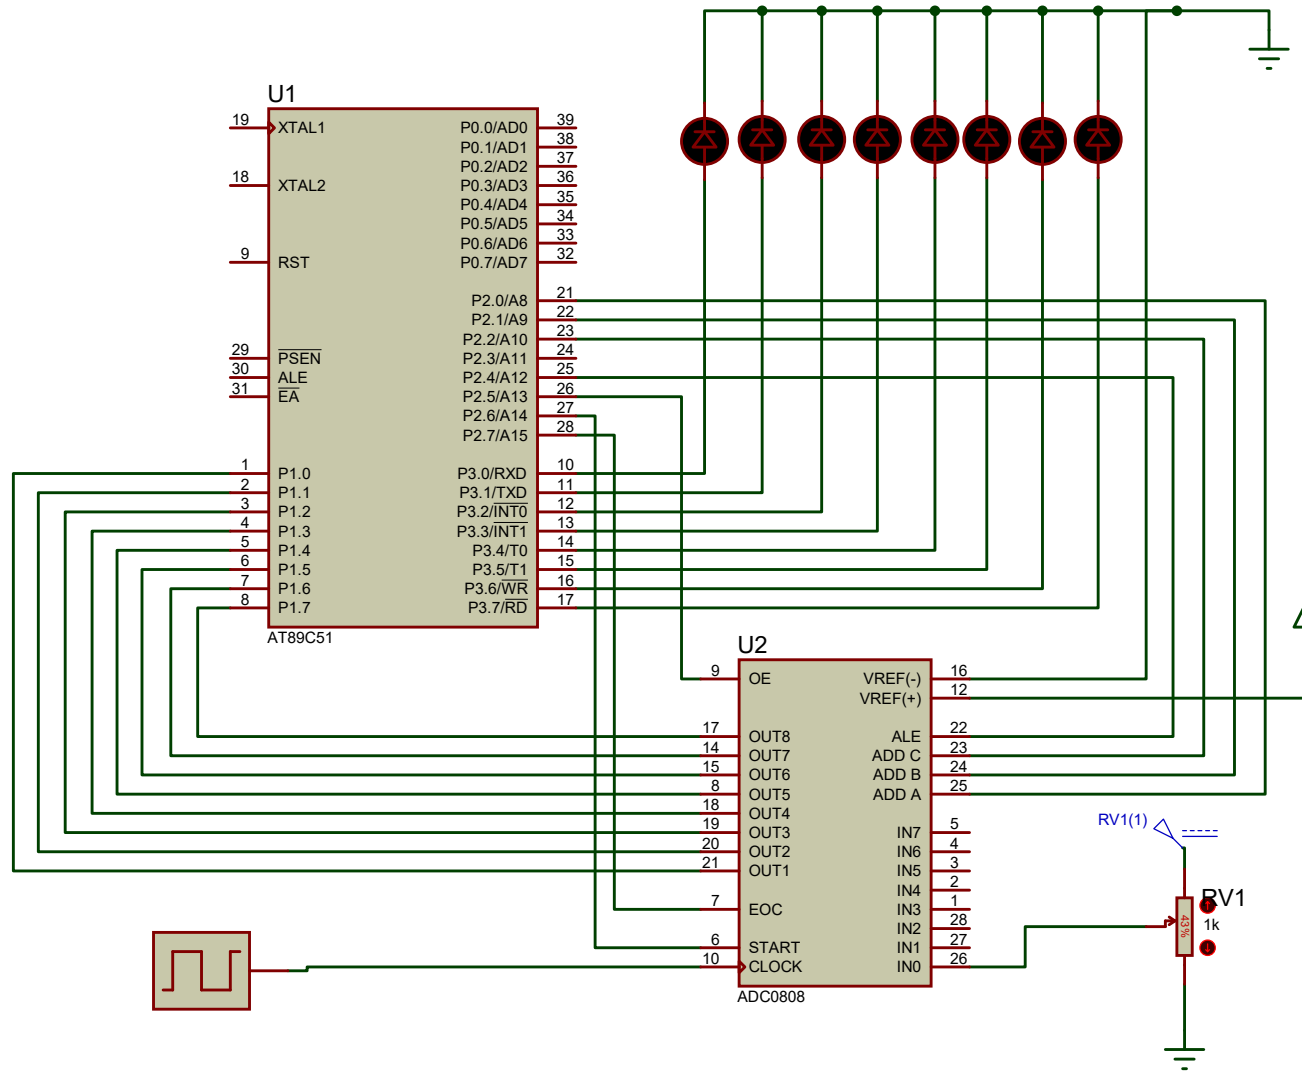 U1
19 XTAL1 P0.0/AD0 39
P0.1/AD1 38
P0.2/AD2 37
18 XTAL2 P0.3/AD3 36
P0.4/AD4 35
P0.5/AD5 34
P0.6/AD6 33
9 RST P0.7/AD7 32
P2.0/A8 21
P2.1/A9 22
P2.2/A10 23
29 PSEN P2.3/A11 24
30 ALE P2.4/A12 25
31 EA P2.5/A13 26
P2.6/A14 27
P2.7/A15 28
1 P1.0 P3.0/RXD 10
2 P1.1 P3.1/TXD 11
3 P1.2 P3.2/INT0 12
4 P1.3 P3.3/INT1 13
5 P1.4 P3.4/T0 14
6 P1.5 P3.5/T1 15
7 P1.6 P3.6/WR 16
8 P1.7 P3.7/RD 17
AT89C51
U2
9 OE VREF(-) 16
VREF(+) 12
17 OUT8 ALE 22
14 OUT7 ADD C 23
15 OUT6 ADD B 24
8 OUT5 ADD A 25
18 OUT4
19 OUT3 IN7 5
20 OUT2 IN6 4
21 OUT1 IN5 3
IN4 2
7 EOC IN3 1
IN2 28
6 START IN1 27
10 CLOCK IN0 26
ADC0808
RV1(1)
RV1
43%
1k